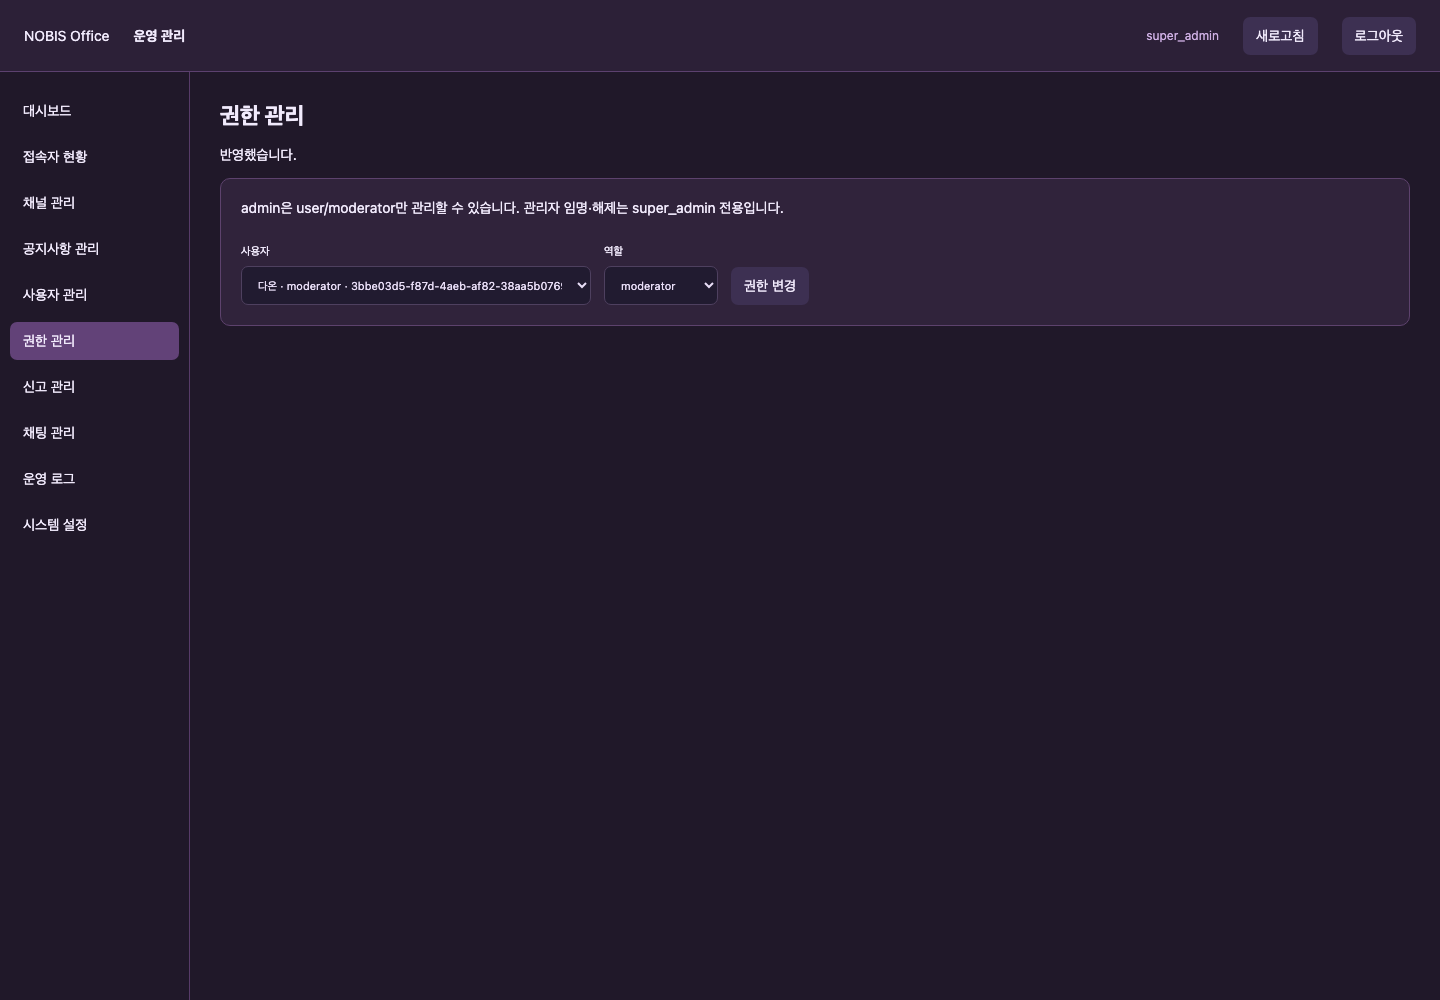 NOBIS Office 운영 관리 super_admin 새로고침 로그아웃
대시보드
접속자 현황
채널 관리
공지사항 관리
사용자 관리
권한 관리
신고 관리
채팅 관리
운영 로그
시스템 설정
권한 관리
반영했습니다.
admin은 user/moderator만 관리할 수 있습니다. 관리자 임명·해제는 super_admin 전용입니다.
사용자 역할
다온 · moderator · 3bbe03d5-f87d-4aeb-af82-38aa5b076 moderator 권한 변경